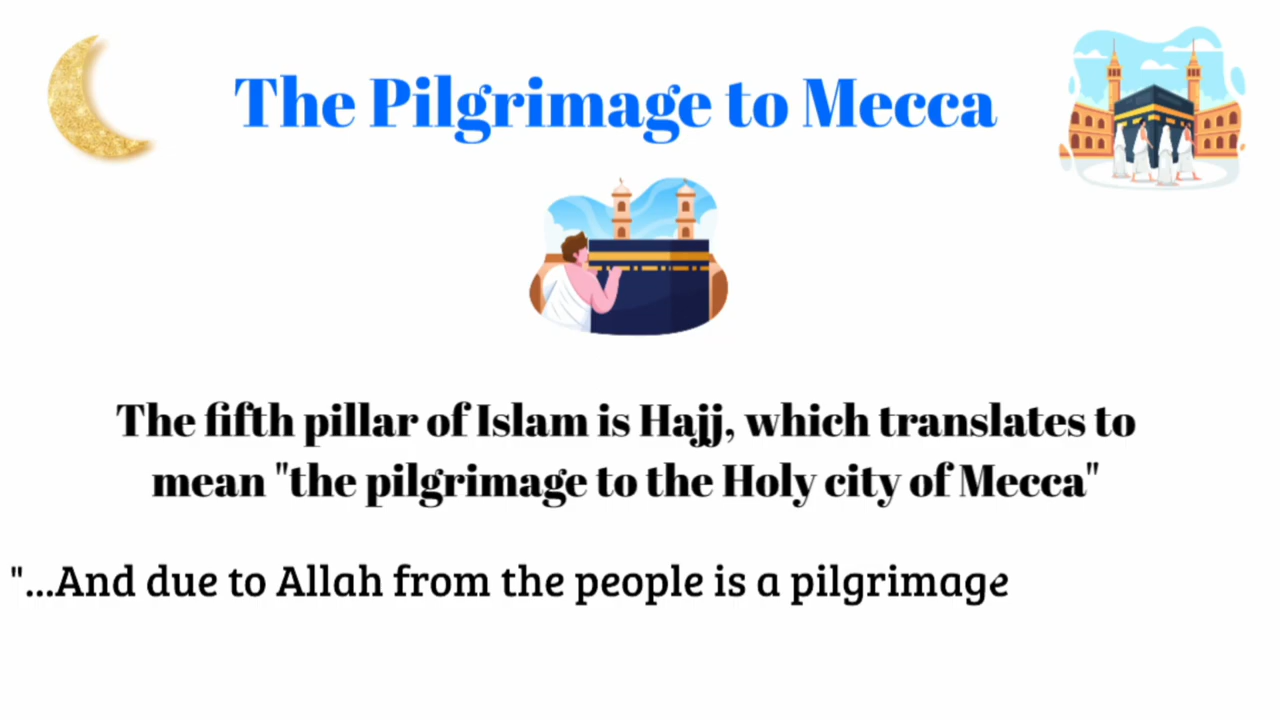 The Pilgrimage to Mecca
The fifth pillar of Islam is Hajj, which translates to
mean "the pilgrimage to the Holy city of Mecca"
"...And due to Allah from the people is a pilgrimage